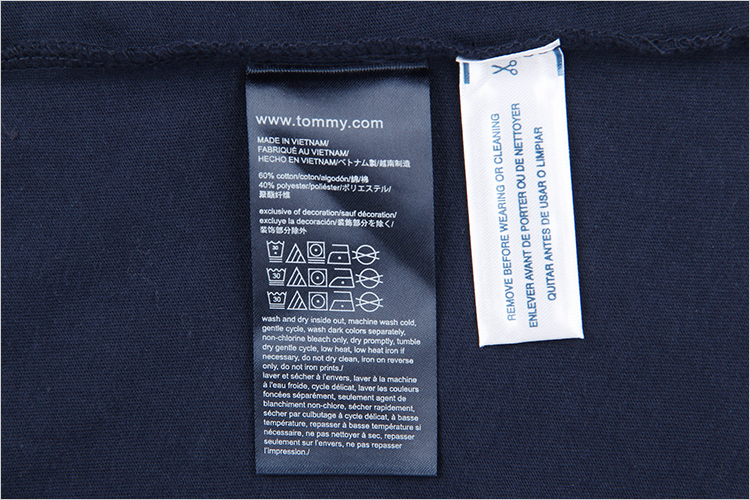 www.tommy.com
MADE IN VIETNAM/
FABRIQUÉ AU VIETNAM/
HECHO EN VIETNAM/ベトナム製/越南制造
60% cotton/coton/algodón/綿/棉
40% polyester/poliéster/ポリエステル/
聚酯纤维
exclusive of decoration/sauf décoration/
excluye la decoración/装飾部分を除く/
装饰部分除外
30
30
30
wash and dry inside out, machine wash cold,
gentle cycle, wash dark colors separately,
non-chlorine bleach only, dry promptly, tumble
dry gentle cycle, low heat, low heat iron if
necessary, do not dry clean, iron on reverse
only, do not iron prints./
laver et sécher à l'envers, laver à la machine
à l'eau froide, cycle délicat, laver les couleurs
foncées séparément, seulement agent de
blanchiment non-chlore, sécher rapidement,
sécher par culbutage à cycle délicat, à basse
température, repasser à basse température si
nécessaire, ne pas nettoyer à sec, repasser
seulement sur l'envers, ne pas repasser
l'impression./
REMOVE BEFORE WEARING OR CLEANING
ENLEVER AVANT DE PORTER OU DE NETTOYER
QUITAR ANTES DE USAR O LIMPIAR